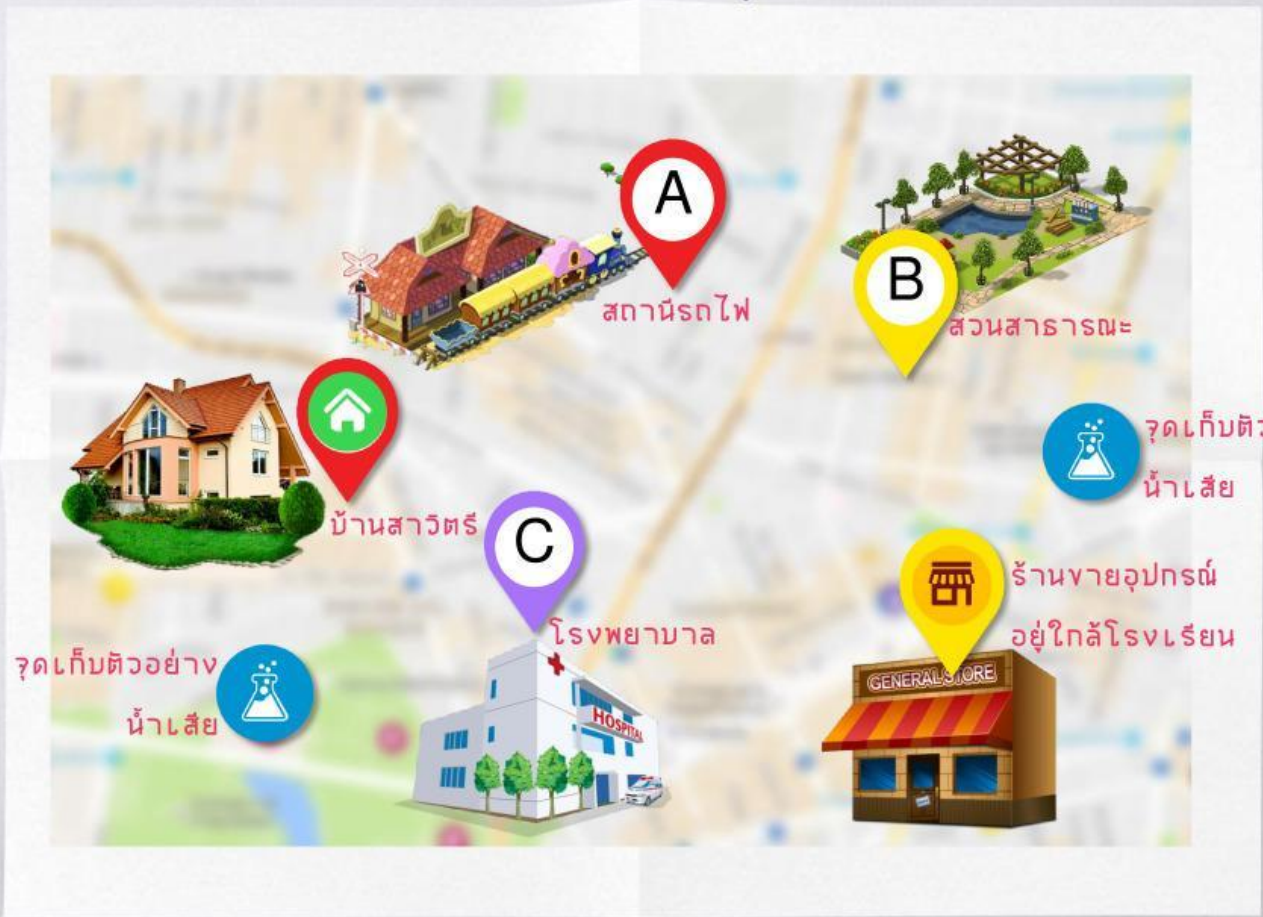 A
สถานีรถไฟ
B
สวนสาธารณะ
จุดเก็บตัว
น้ำเสีย
บ้านสาวิตรี
C
ร้านขายอุปกรณ์
อยู่ใกล้โรงเรียน
โรงพยาบาล
จุดเก็บตัวอย่าง
น้ำเสีย
GENERAL STORE
HOSPITAL